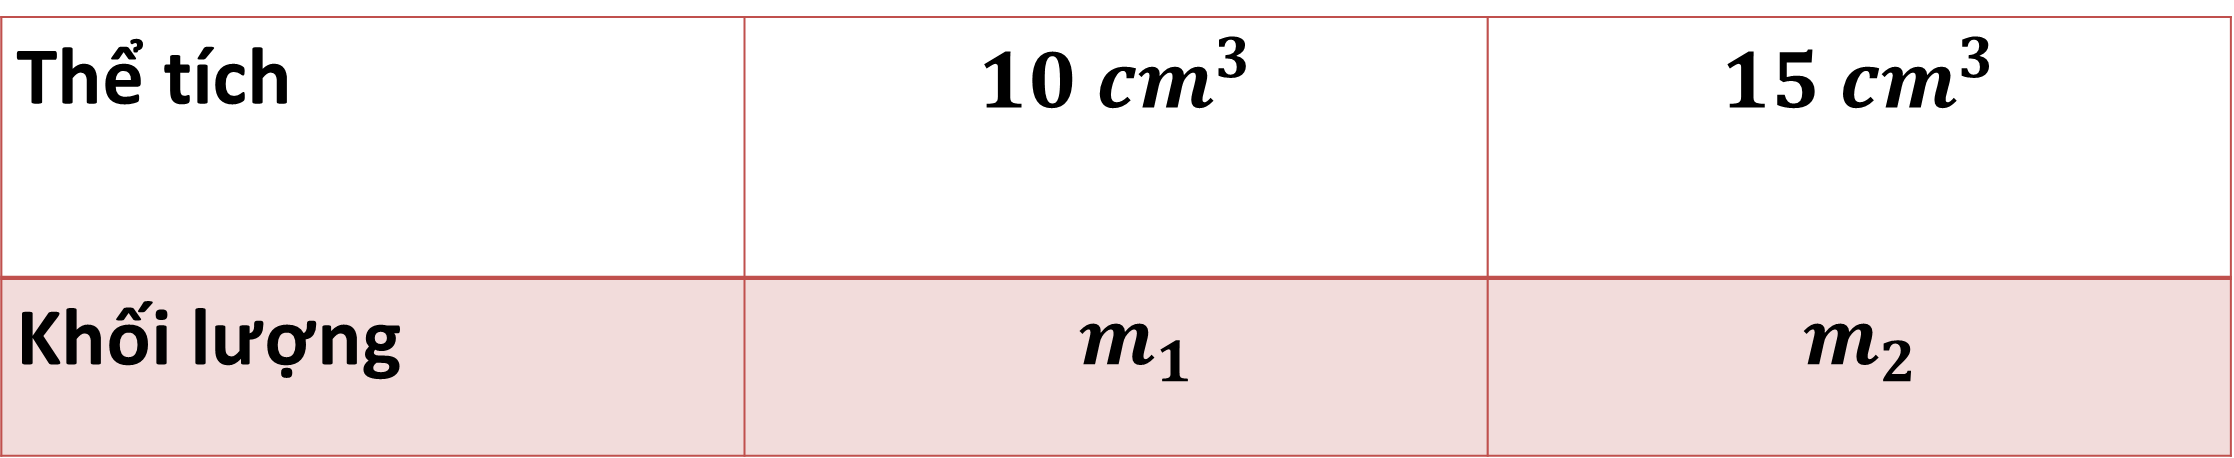 Thể tích 10 cm³ 15 cm³
Khối lượng m₁ m₂